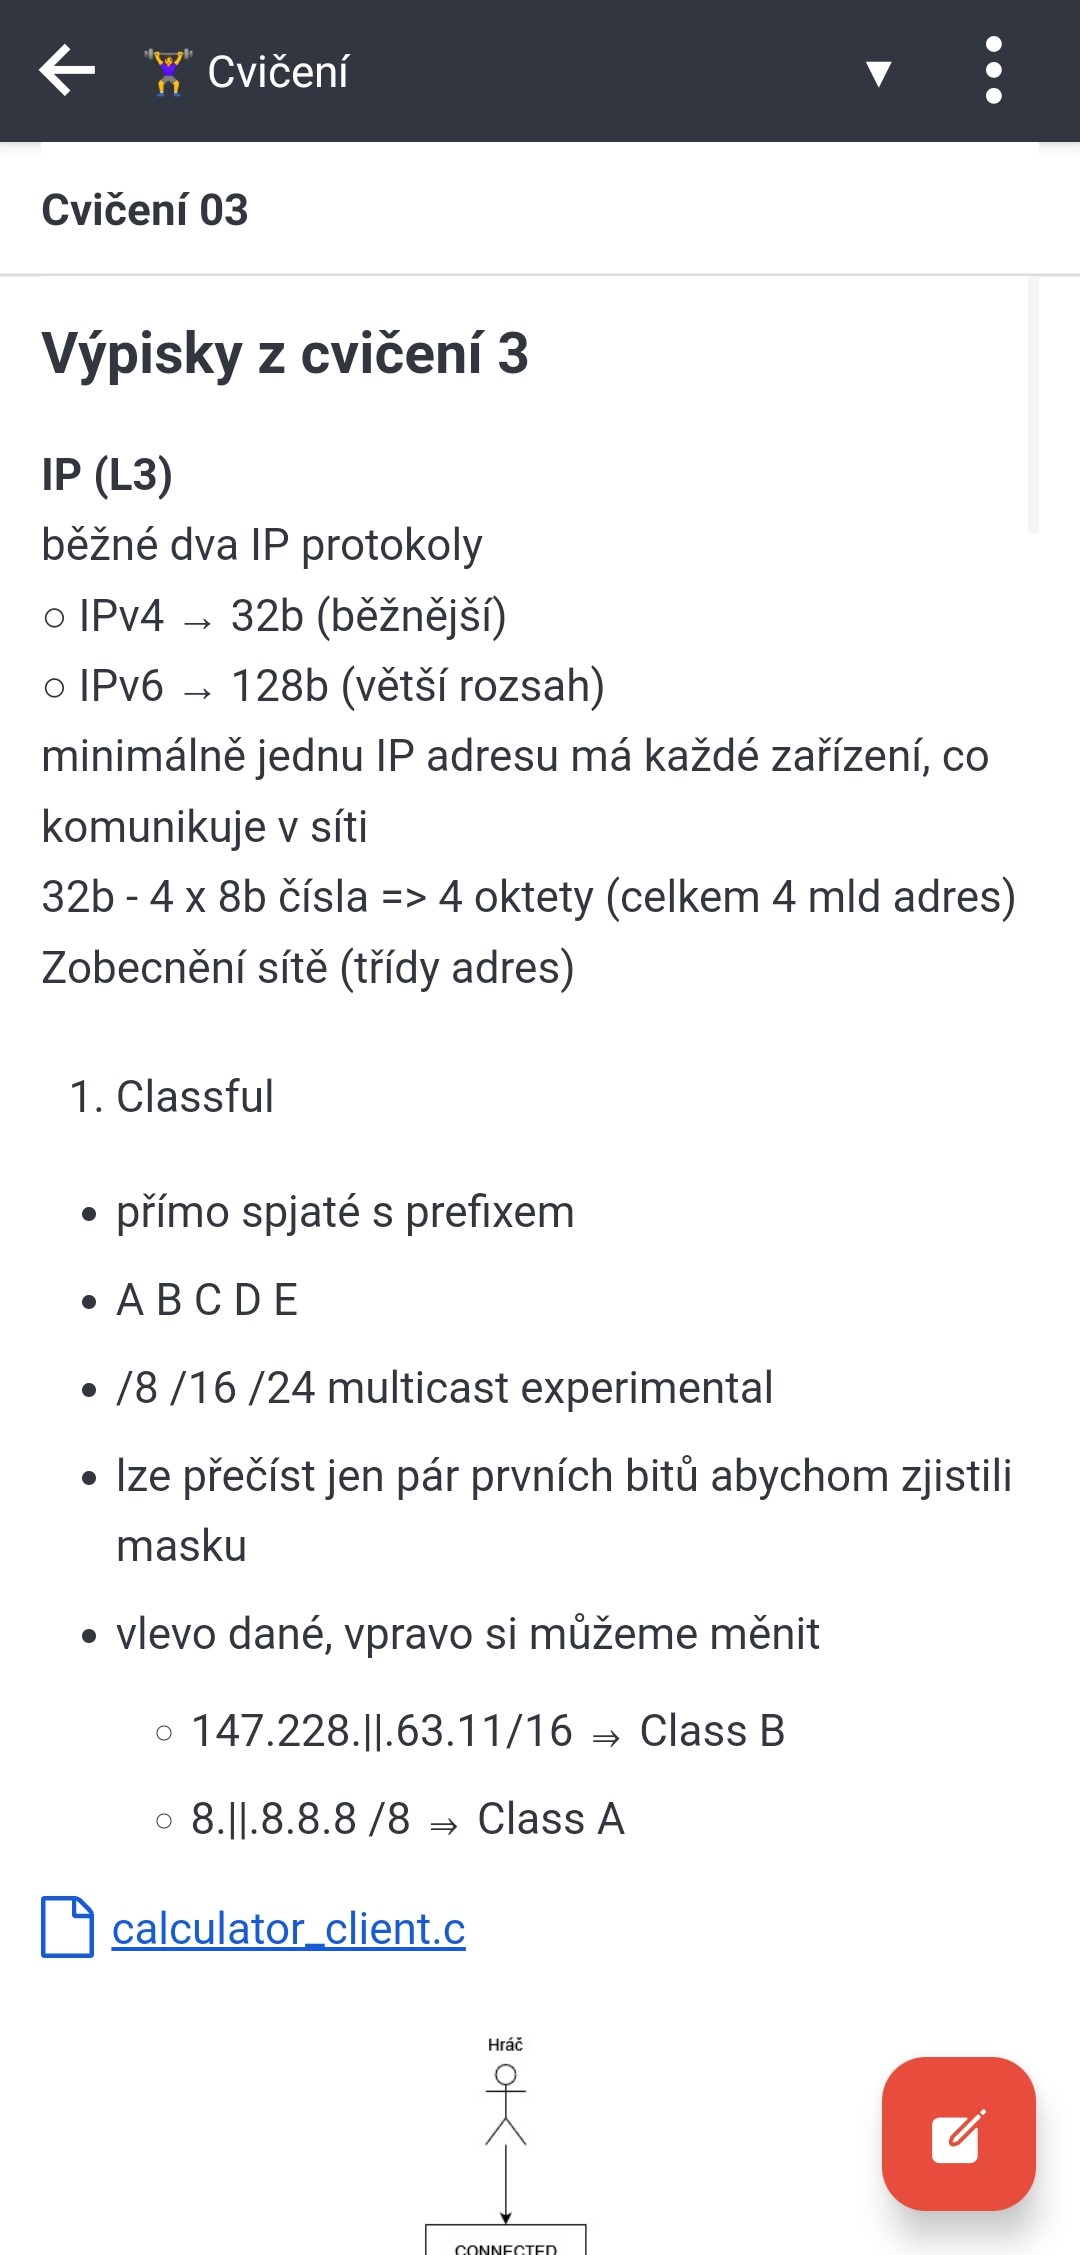 Cvičení
Cvičení 03
Výpisky z cvičení 3
IP (L3)
běžné dva IP protokoly
○ IPv4 → 32b (běžnější)
○ IPv6 → 128b (větší rozsah)
minimálně jednu IP adresu má každé zařízení, co
komunikuje v síti
32b - 4 x 8b čísla => 4 oktety (celkem 4 mld adres)
Zobecnění sítě (třídy adres)
1. Classful
• přímo spjaté s prefixem
• A B C D E
• /8 /16 /24 multicast experimental
• lze přečíst jen pár prvních bitů abychom zjistili
masku
• vlevo dané, vpravo si můžeme měnit
○ 147.228.||.63.11/16 ⇒ Class B
○ 8.||.8.8.8 /8 ⇒ Class A
calculator_client.c
Hráč
CONNECTED